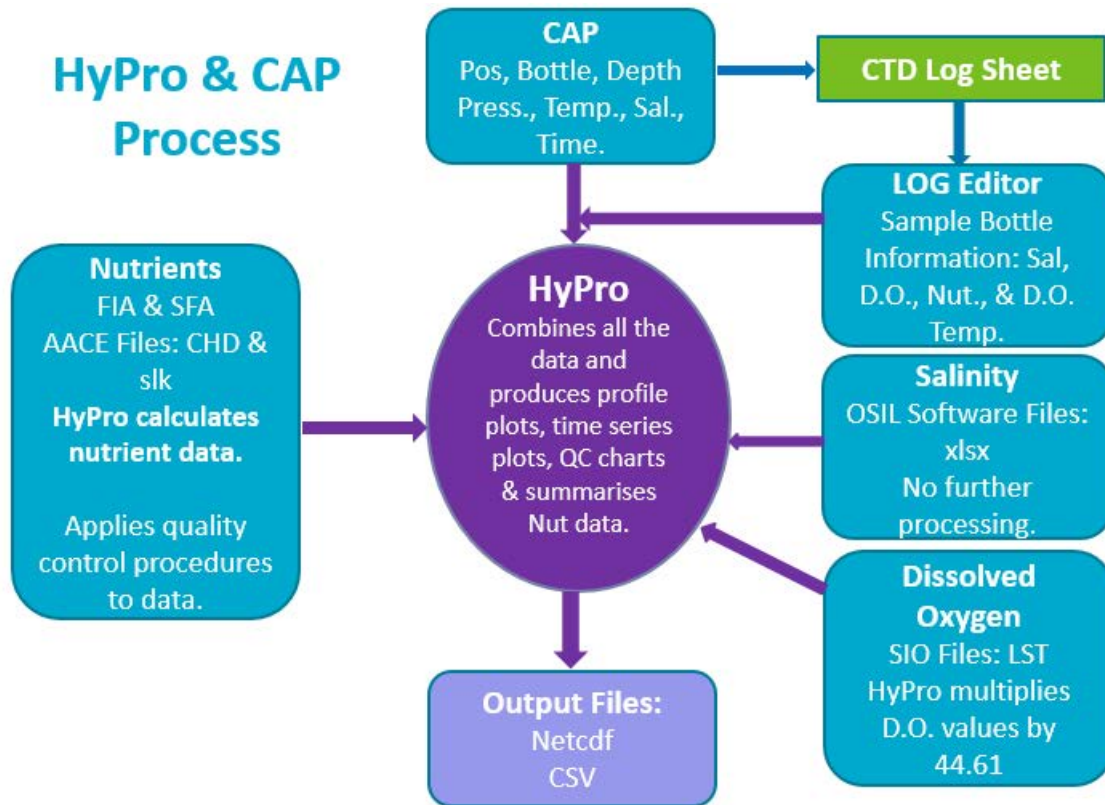 HyPro & CAP
Process
CAP
Pos, Bottle, Depth
Press., Temp., Sal.,
Time.
CTD Log Sheet
LOG Editor
Sample Bottle
Information: Sal,
D.O., Nut., & D.O.
Temp.
Nutrients
FIA & SFA
AACE Files: CHD &
slk
HyPro calculates
nutrient data.
Applies quality
control procedures
to data.
HyPro
Combines all the
data and
produces profile
plots, time series
plots, QC charts
& summarises
Nut data.
Salinity
OSIL Software Files:
xlsx
No further
processing.
Dissolved
Oxygen
SIO Files: LST
HyPro multiplies
D.O. values by
44.61
Output Files:
Netcdf
CSV